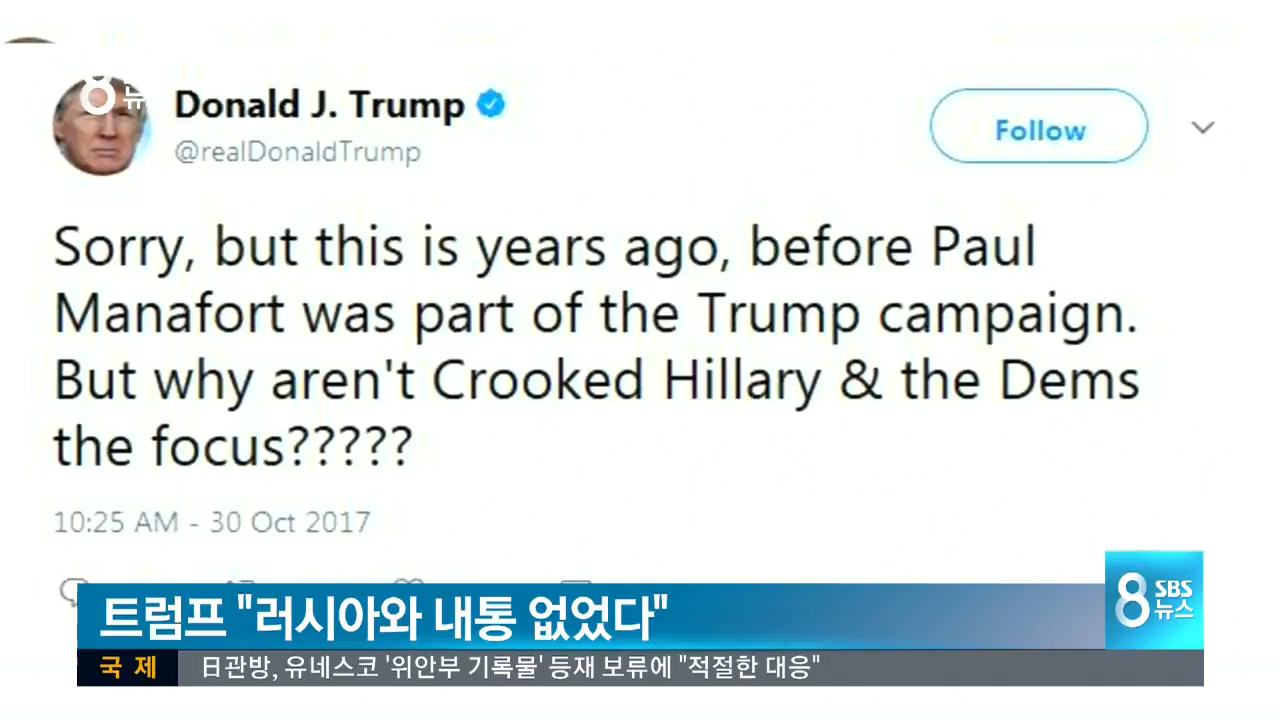 8뉴
Donald J. Trump
@realDonaldTrump
Follow
Sorry, but this is years ago, before Paul
Manafort was part of the Trump campaign.
But why aren't Crooked Hillary & the Dems
the focus?????
10:25 AM - 30 Oct 2017
트럼프 "러시아와 내통 없었다"
8 SBS
뉴스
국 제 日관방, 유네스코 '위안부 기록물' 등재 보류에 "적절한 대응"